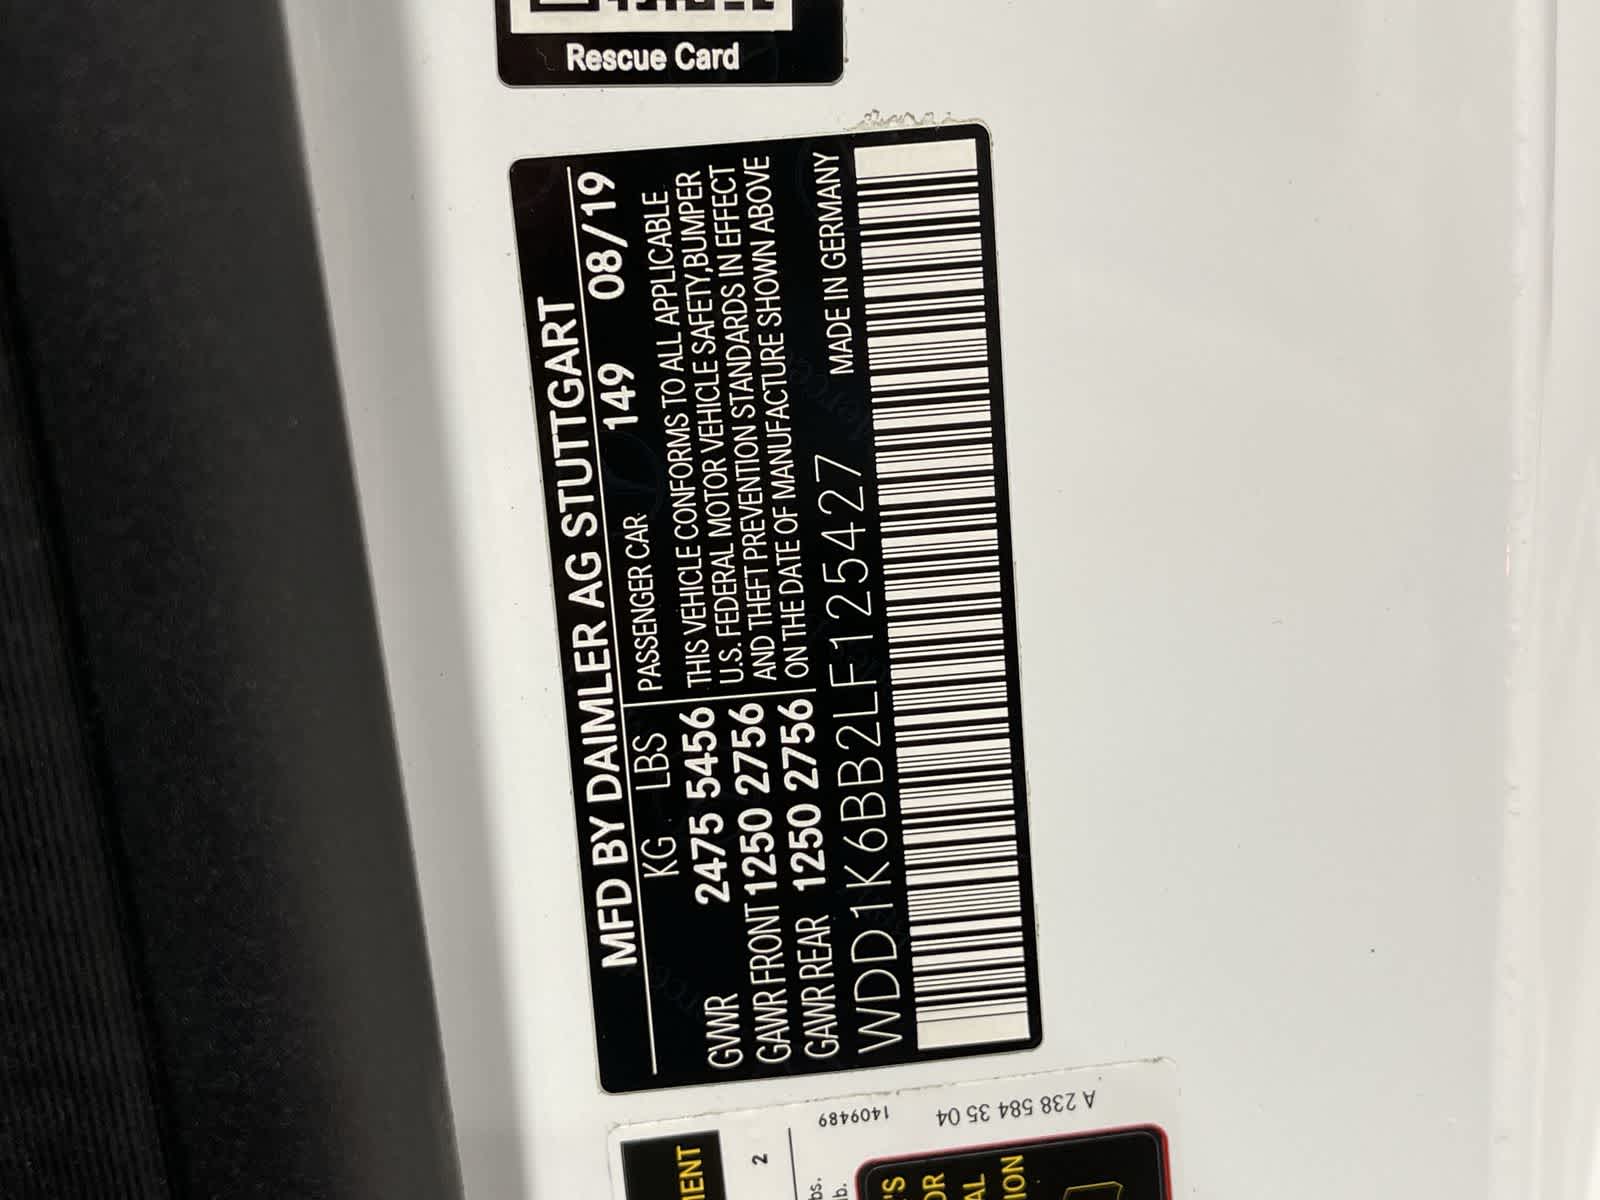 Rescue Card
MFD BY DAIMLER AG STUTTGART
KG LBS PASSENGER CAR 149 08/19
GVWR 2475 5456
GAWR FRONT 1250 2756
GAWR REAR 1250 2756
THIS VEHICLE CONFORMS TO ALL APPLICABLE
U.S. FEDERAL MOTOR VEHICLE SAFETY,BUMPER
AND THEFT PREVENTION STANDARDS IN EFFECT
ON THE DATE OF MANUFACTURE SHOWN ABOVE
MADE IN GERMANY
WDD1K6BB2LF125427
1409489
A 238 584 35 04
2